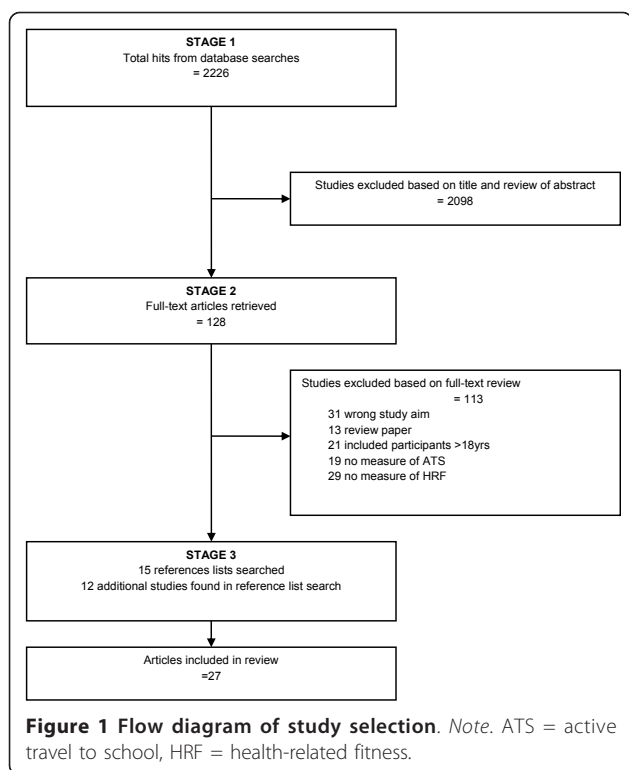 STAGE 1
Total hits from database searches
= 2226
Studies excluded based on title and review of abstract
= 2098
STAGE 2
Full-text articles retrieved
= 128
Studies excluded based on full-text review
= 113
31 wrong study aim
13 review paper
21 included participants >18yrs
19 no measure of ATS
29 no measure of HRF
STAGE 3
15 references lists searched
12 additional studies found in reference list search
Articles included in review
=27
Figure 1 Flow diagram of study selection. Note. ATS = active
travel to school, HRF = health-related fitness.